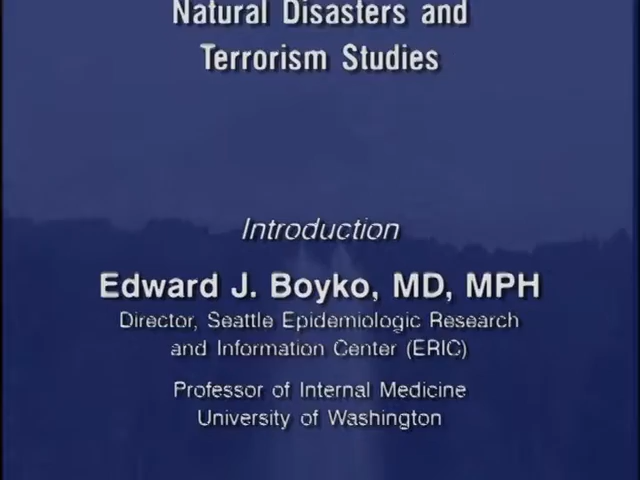 Natural Disasters and
Terrorism Studies
Introduction
Edward J. Boyko, MD, MPH
Director, Seattle Epidemiologic Research
and Information Center (ERIC)
Professor of Internal Medicine
University of Washington